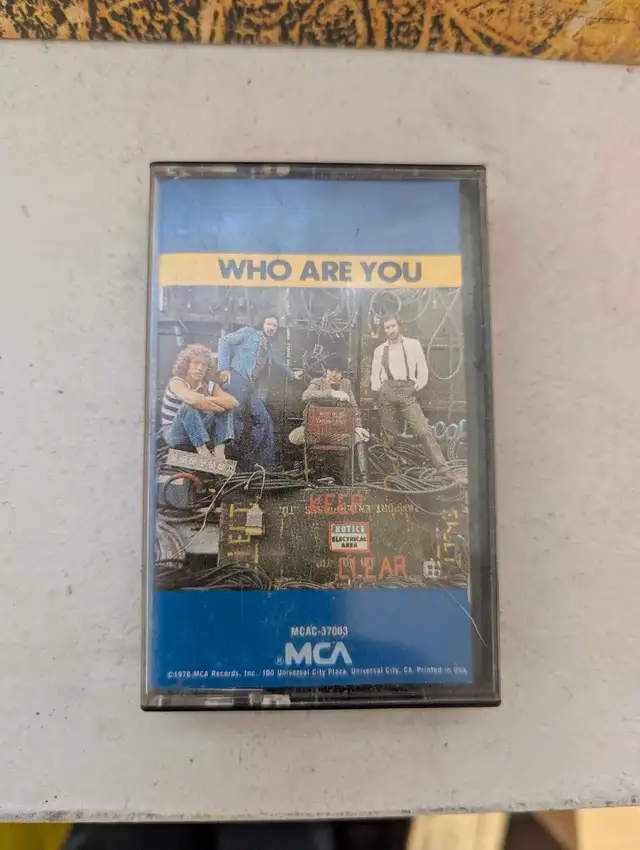 WHO ARE YOU
KEEP
NOTICE
ELECTRICAL
AREA
CLEAR
MCAC-37003
®MCA
©1978 MCA Records, Inc., 100 Universal City Plaza, Universal City, CA. Printed in USA